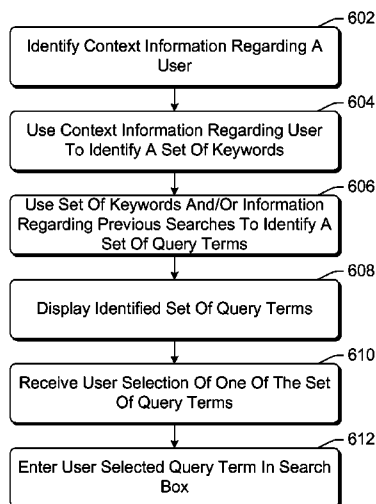 602
Identify Context Information Regarding A
User
604
Use Context Information Regarding User
To Identify A Set Of Keywords
606
Use Set Of Keywords And/Or Information
Regarding Previous Searches To Identify A
Set Of Query Terms
608
Display Identified Set Of Query Terms
610
Receive User Selection Of One Of The Set
Of Query Terms
612
Enter User Selected Query Term In Search
Box